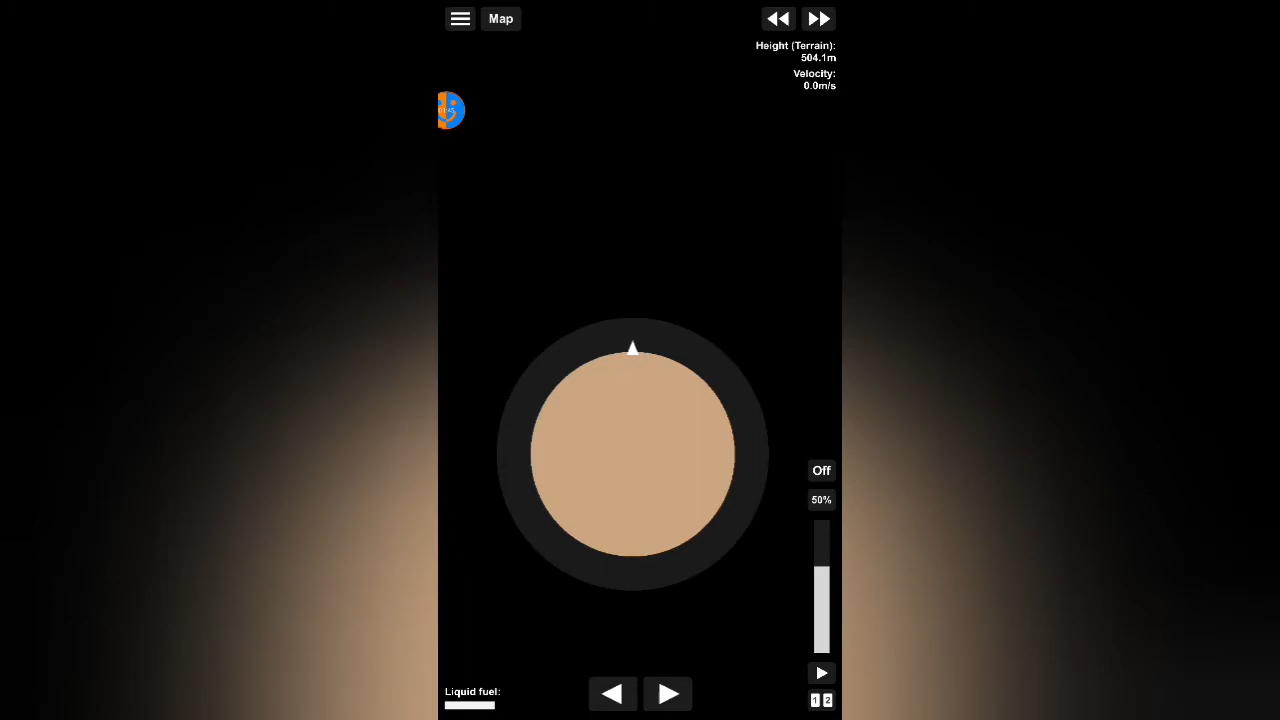 Map
Height (Terrain):
504.1m
Velocity:
0.0m/s
Off
50%
Liquid fuel:
1 2